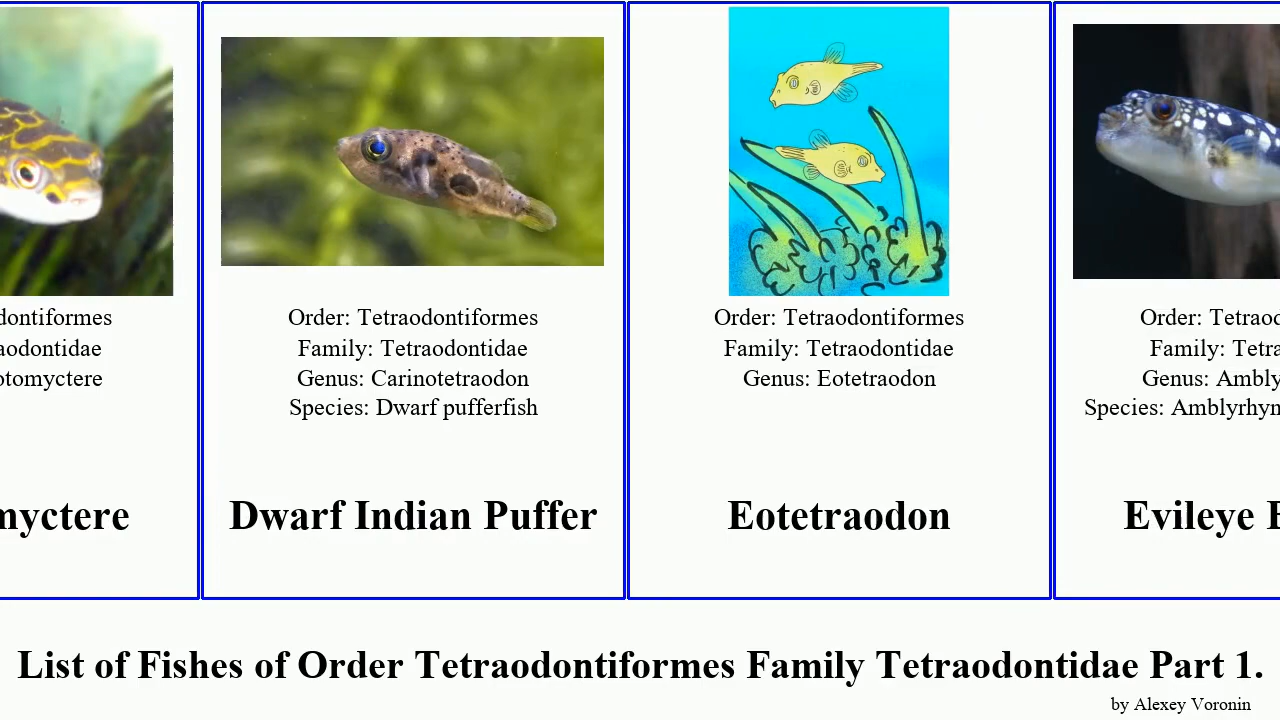 dontiformes
aodontidae
otomyctere
myctere
Order: Tetraodontiformes
Family: Tetraodontidae
Genus: Carinotetraodon
Species: Dwarf pufferfish
Dwarf Indian Puffer
Order: Tetraodontiformes
Family: Tetraodontidae
Genus: Eotetraodon
Eotetraodon
Order: Tetraod
Family: Tetra
Genus: Ambly
Species: Amblyrhyn
Evileye
List of Fishes of Order Tetraodontiformes Family Tetraodontidae Part 1.
by Alexey Voronin